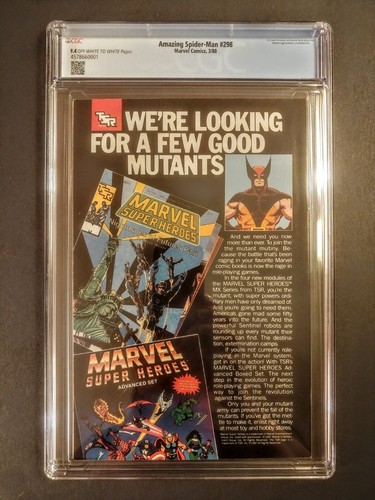 CGC
Amazing Spider-Man #298
9.4 OFF-WHITE TO WHITE Pages
Marvel Comics, 3/88
4578660001
TSR
WE'RE LOOKING
FOR A FEW GOOD
MUTANTS
TSR
MARVEL
SUPER HEROES
And we need you now
more than ever. To join the
the mutant mutiny. Be-
cause the battle that's been
raging in your favorite Marvel
comic books is now the rage in
role-playing games.
In the four new modules of
the MARVEL SUPER HEROES™
MX Series from TSR, you're the
mutant, with super powers ordi-
nary men have only dreamed of.
And you're going to need them.
America's gone mad some fifty
years into the future. And the
powerful Sentinel robots are
rounding up every mutant their
sensors can find. The destina-
tion: extermination camps.
If you're not currently role-
playing in the Marvel system,
get in on the action! With TSR's
MARVEL SUPER HEROES Ad-
vanced Boxed Set. The next
step in the evolution of heroic
role-playing games. The perfect
way to join the revolution
against the Sentinels.
Only you and your mutant
army can prevent the fall of the
mutants. If you've got the met-
tle to make it, enlist right away
at most toy and hobby stores.
MARVEL
SUPER HEROES
ADVANCED SET